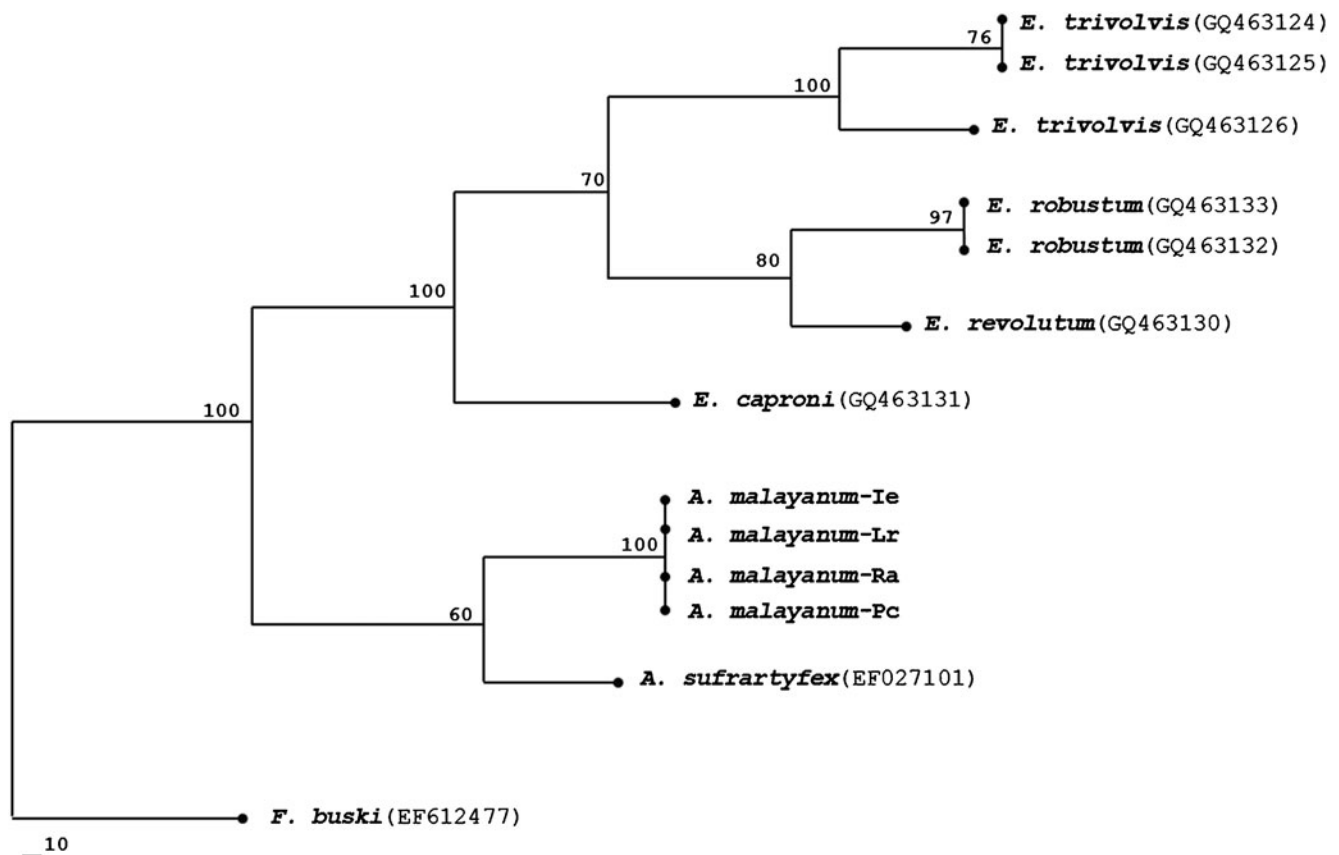 E. trivolvis(GQ463124)
76
E. trivolvis(GQ463125)
100
E. trivolvis(GQ463126)
70
E. robustum(GQ463133)
97
E. robustum(GQ463132)
80
100
E. revolutum(GQ463130)
E. caproni(GQ463131)
100
A. malayanum-Ie
A. malayanum-Lr
100
A. malayanum-Ra
A. malayanum-Pc
60
A. sufrartyfex(EF027101)
F. buski(EF612477)
10